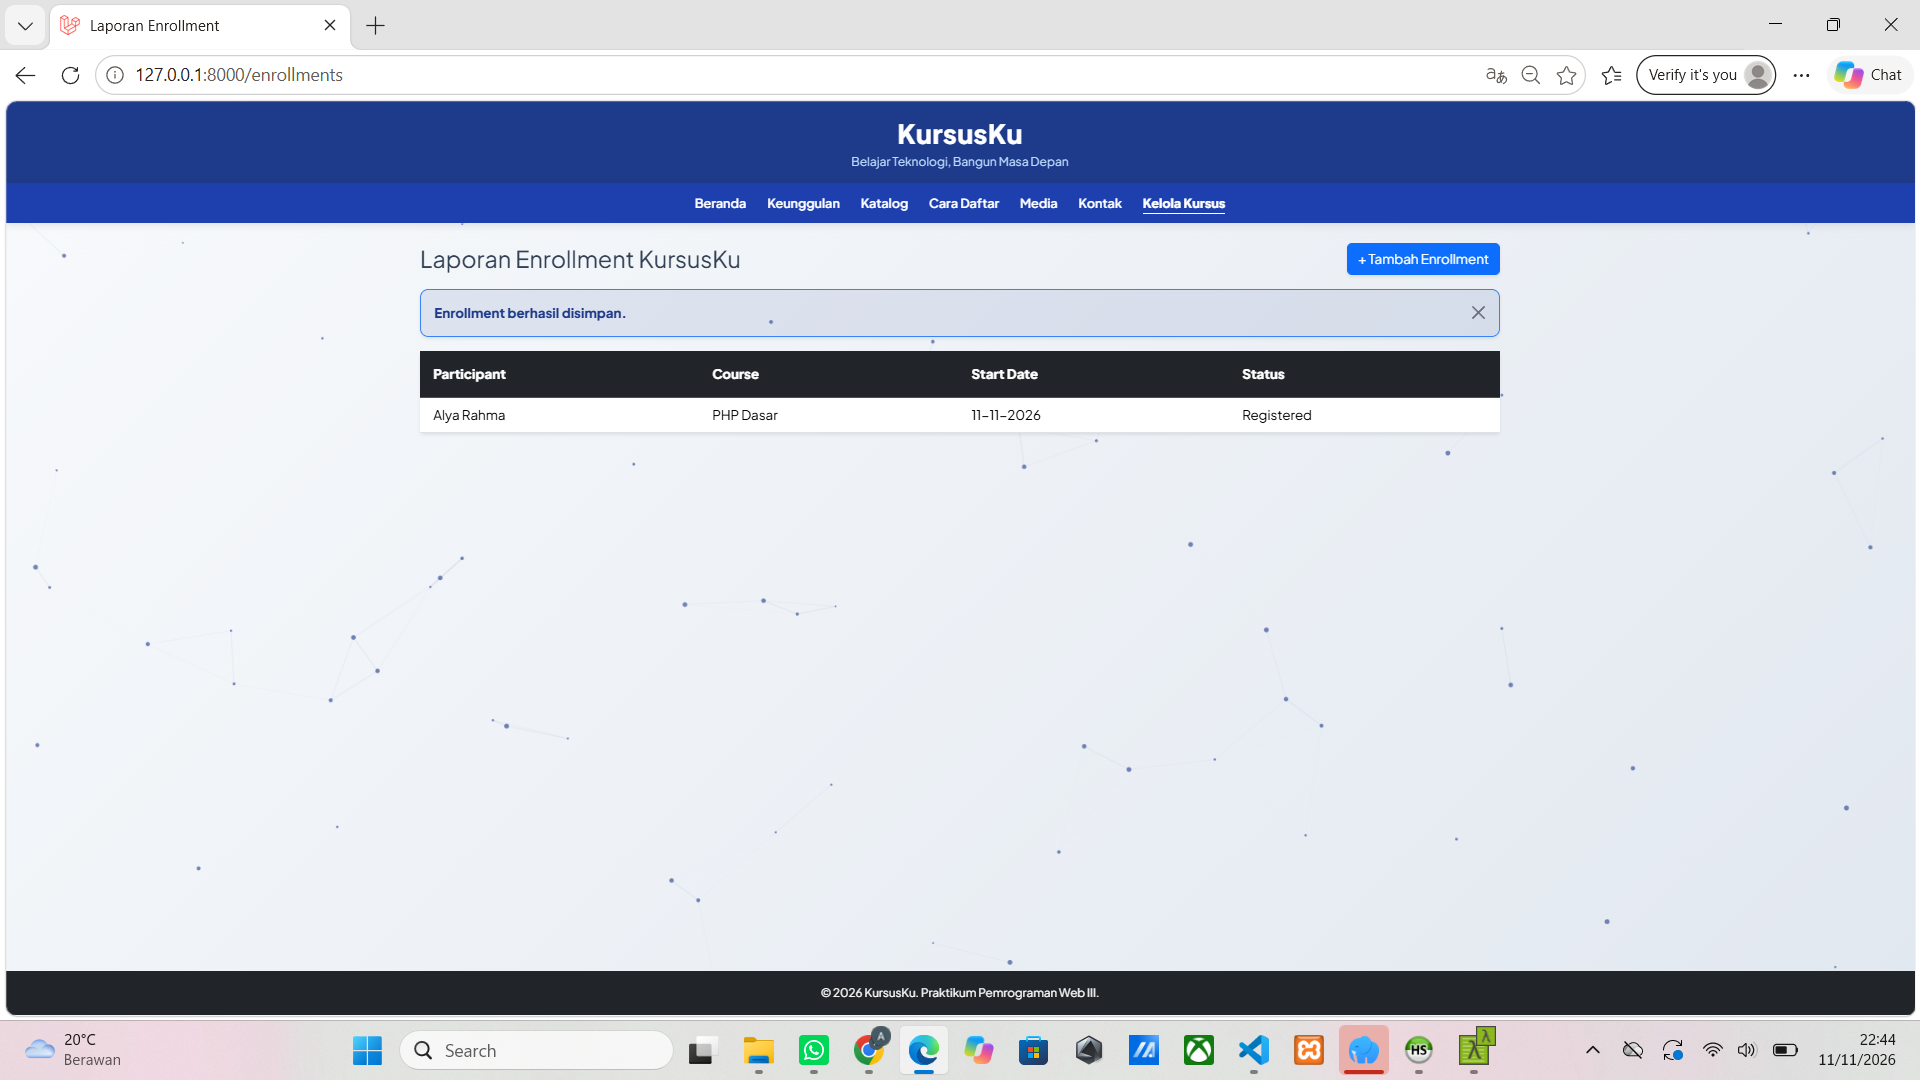 Laporan Enrollment
127.0.0.1:8000/enrollments
Verify it's you
Chat
KursusKu
Belajar Teknologi, Bangun Masa Depan
Beranda Keunggulan Katalog Cara Daftar Media Kontak Kelola Kursus
Laporan Enrollment KursusKu
+ Tambah Enrollment
Enrollment berhasil disimpan.
Participant Course Start Date Status
Alya Rahma PHP Dasar 11-11-2026 Registered
© 2026 KursusKu. Praktikum Pemrograman Web III.
20°C
Berawan
Search
A
HS
22:44
11/11/2026